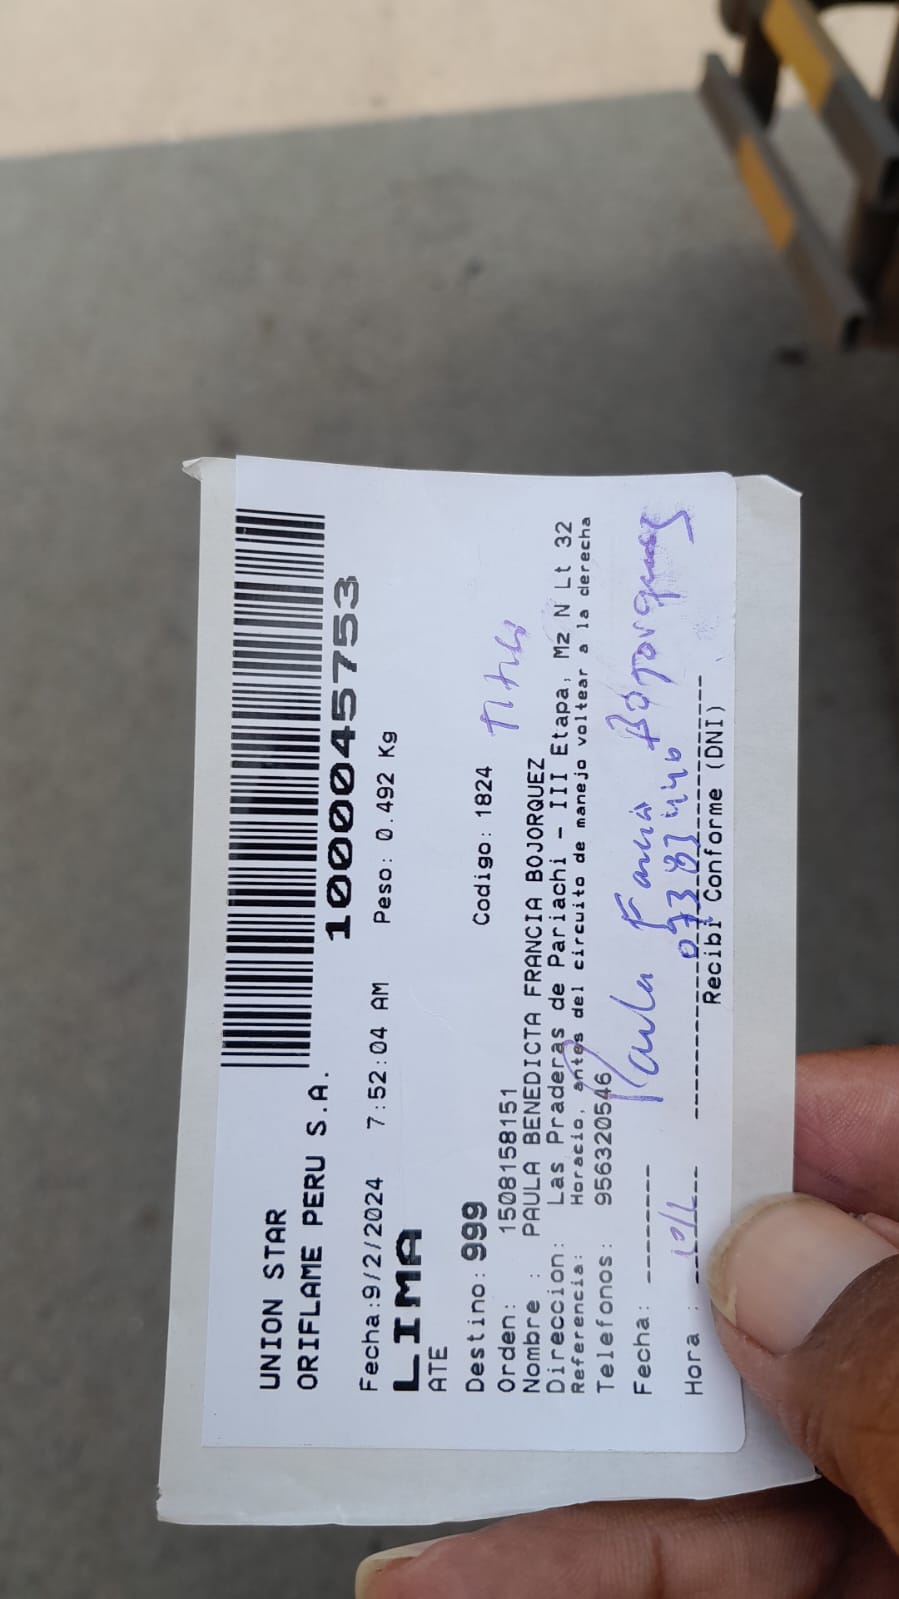 UNION STAR
ORIFLAME PERU S.A.
1000045753
Fecha:9/2/2024 7:52:04 AM Peso: 0.492 Kg
LIMA
ATE
Destino: 999 Codigo: 1824
Orden: 1508158151
Nombre : PAULA BENEDICTA FRANCIA BOJORQUEZ
Direccion: Las Praderas de Pariachi - III Etapa, Mz N Lt 32
Referencia: Horacio, antes del circuito de manejo voltear a la derecha
Telefonos : 956320546
Paula Francia Bojorquez
Fecha: -------
Hora : -------
Recibi Conforme (DNI)